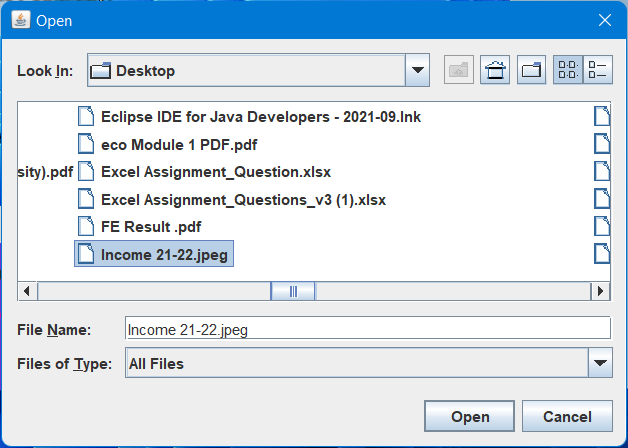 Open
Look In: Desktop
Eclipse IDE for Java Developers - 2021-09.lnk
eco Module 1 PDF.pdf
sity).pdf Excel Assignment_Question.xlsx
Excel Assignment_Questions_v3 (1).xlsx
FE Result .pdf
Income 21-22.jpeg
File Name: Income 21-22.jpeg
Files of Type: All Files
Open Cancel